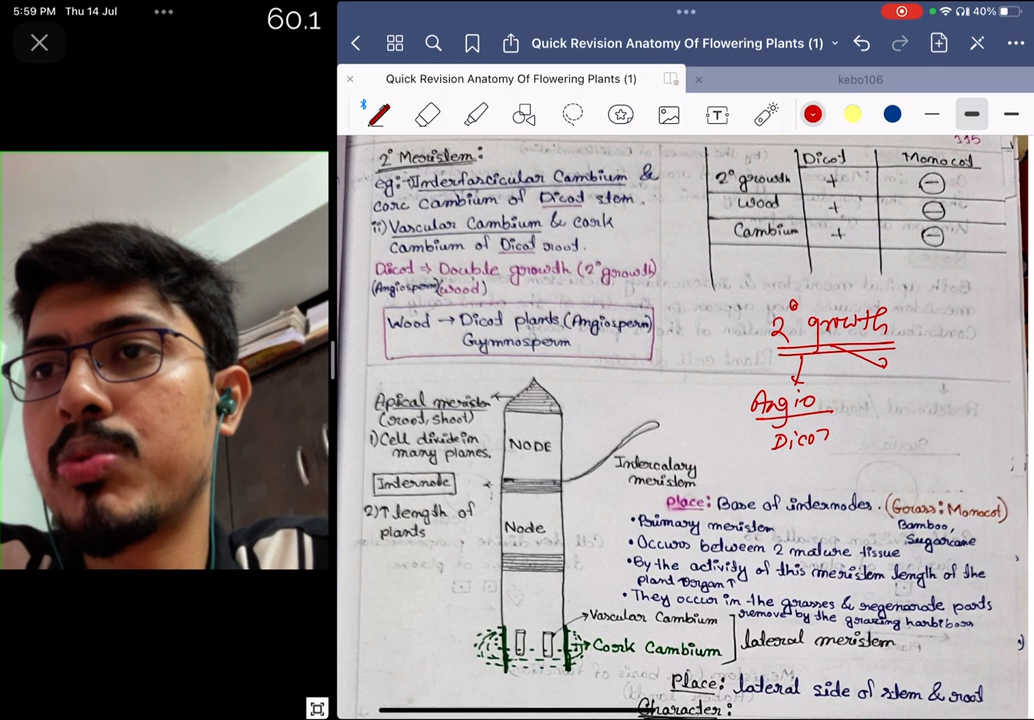 5:59 PM Thu 14 Jul
60.1
40%
Quick Revision Anatomy Of Flowering Plants (1)
Quick Revision Anatomy Of Flowering Plants (1)
kebo106
2° Meristem:
eg:- i) Interfascicular Cambium &
cork cambium of Dicot stem.
ii) Vascular Cambium & cork
Cambium of Dicot root.
Dicot ⇒ Double growth (2° growth)
(Angiosperm) (wood)
Wood → Dicot plants (Angiosperm)
Gymnosperm
Dicot Monocot
2° growth + -
Wood + -
Cambium + -
2° growth
Angio
Dicot
Apical meristem
(root, shoot)
1) Cell divide in
many planes.
Internode
2) ↑ length of
plants
NODE
Node
Intercalary
meristem
Place: Base of internodes. (Grass: Monocot)
Bamboo,
Sugarcane
• Primary meristem
• Occurs between 2 mature tissue
• By the activity of this meristem length of the
plant organ ↑
• They occur in the grasses & regenerate parts
remove by the grazing harbibors
Vascular Cambium
Cork Cambium
lateral meristem
Place: lateral side of stem & root
Character: